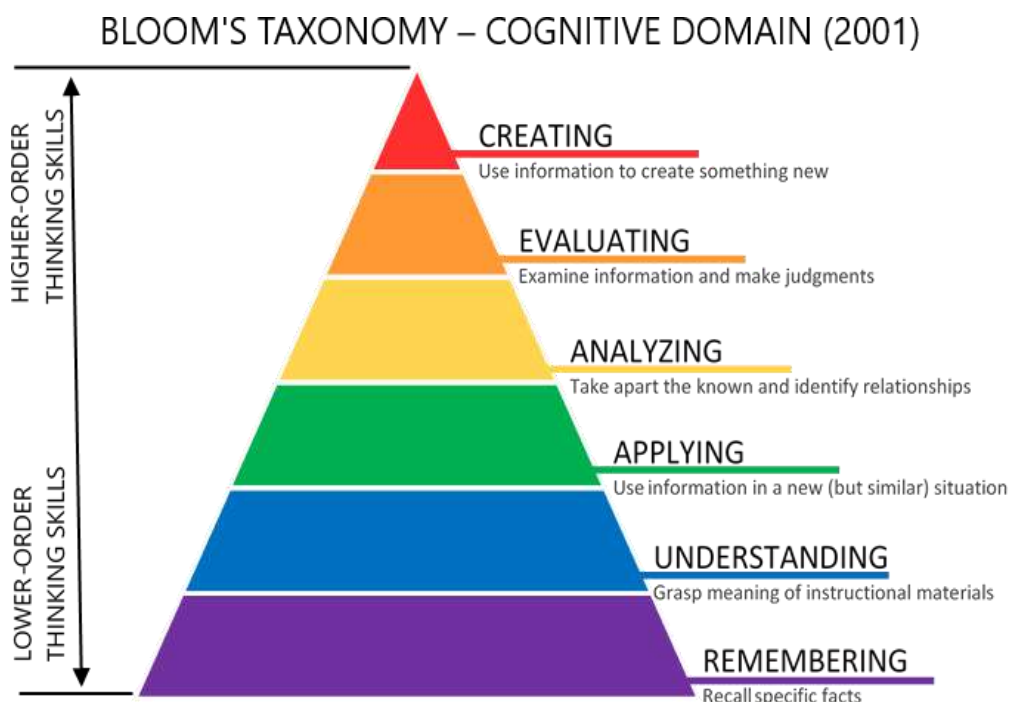 BLOOM'S TAXONOMY – COGNITIVE DOMAIN (2001)
HIGHER-ORDER
THINKING SKILLS
LOWER-ORDER
THINKING SKILLS
CREATING
Use information to create something new
EVALUATING
Examine information and make judgments
ANALYZING
Take apart the known and identify relationships
APPLYING
Use information in a new (but similar) situation
UNDERSTANDING
Grasp meaning of instructional materials
REMEMBERING
Recall specific facts